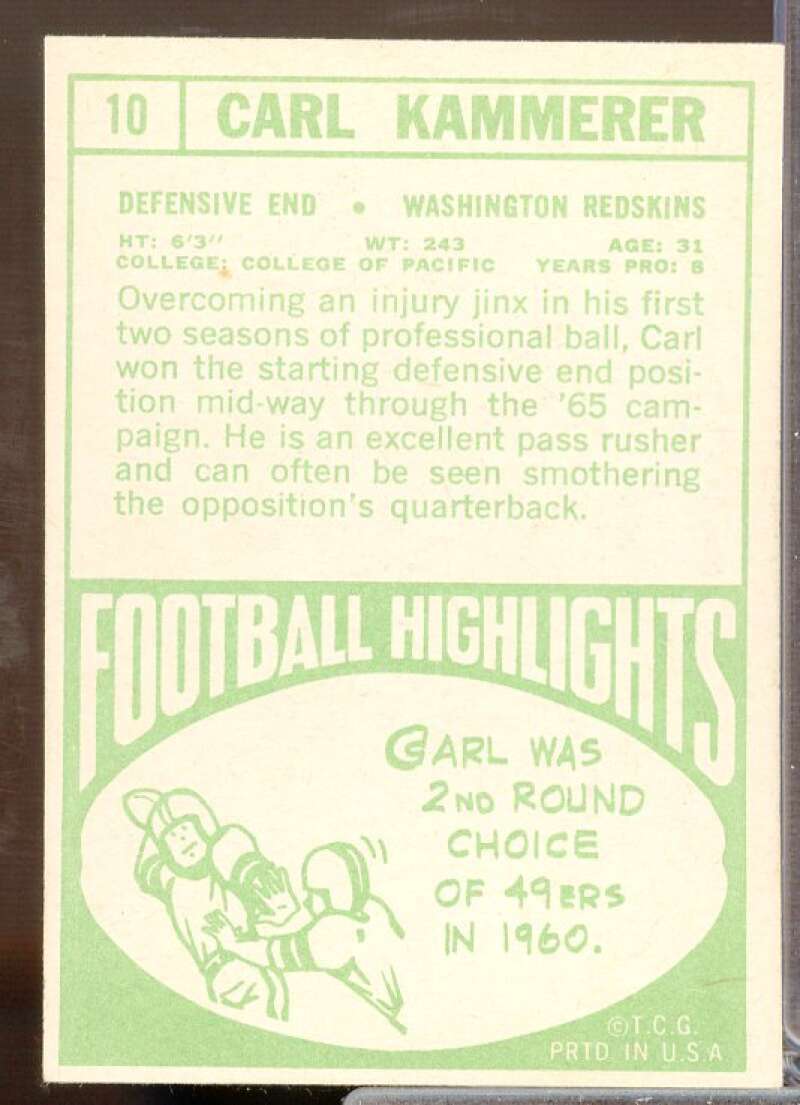 10 CARL KAMMERER
DEFENSIVE END • WASHINGTON REDSKINS
HT: 6'3" WT: 243 AGE: 31
COLLEGE: COLLEGE OF PACIFIC YEARS PRO: 8
Overcoming an injury jinx in his first
two seasons of professional ball, Carl
won the starting defensive end posi-
tion mid-way through the '65 cam-
paign. He is an excellent pass rusher
and can often be seen smothering
the opposition's quarterback.
FOOTBALL HIGHLIGHTS
CARL WAS
2ND ROUND
CHOICE
OF 49ERS
IN 1960.
©T.C.G.
PRTD IN U.S.A